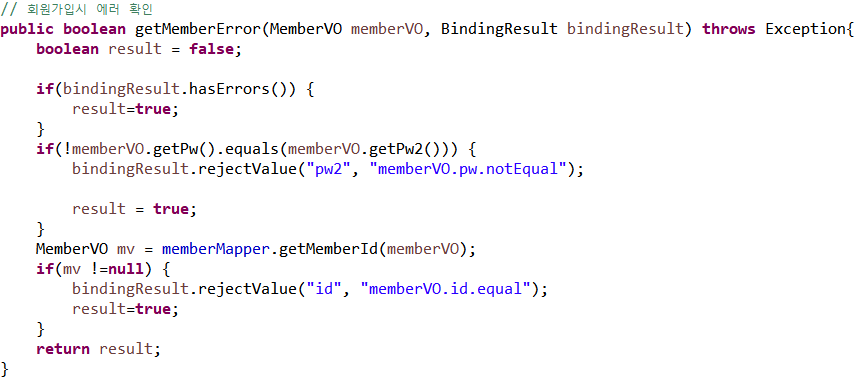 // 회원가입시 에러 확인
public boolean getMemberError(MemberVO memberVO, BindingResult bindingResult) throws Exception{
boolean result = false;
if(bindingResult.hasErrors()) {
result=true;
}
if(!memberVO.getPw().equals(memberVO.getPw2())) {
bindingResult.rejectValue("pw2", "memberVO.pw.notEqual");
result = true;
}
MemberVO mv = memberMapper.getMemberId(memberVO);
if(mv !=null) {
bindingResult.rejectValue("id", "memberVO.id.equal");
result=true;
}
return result;
}